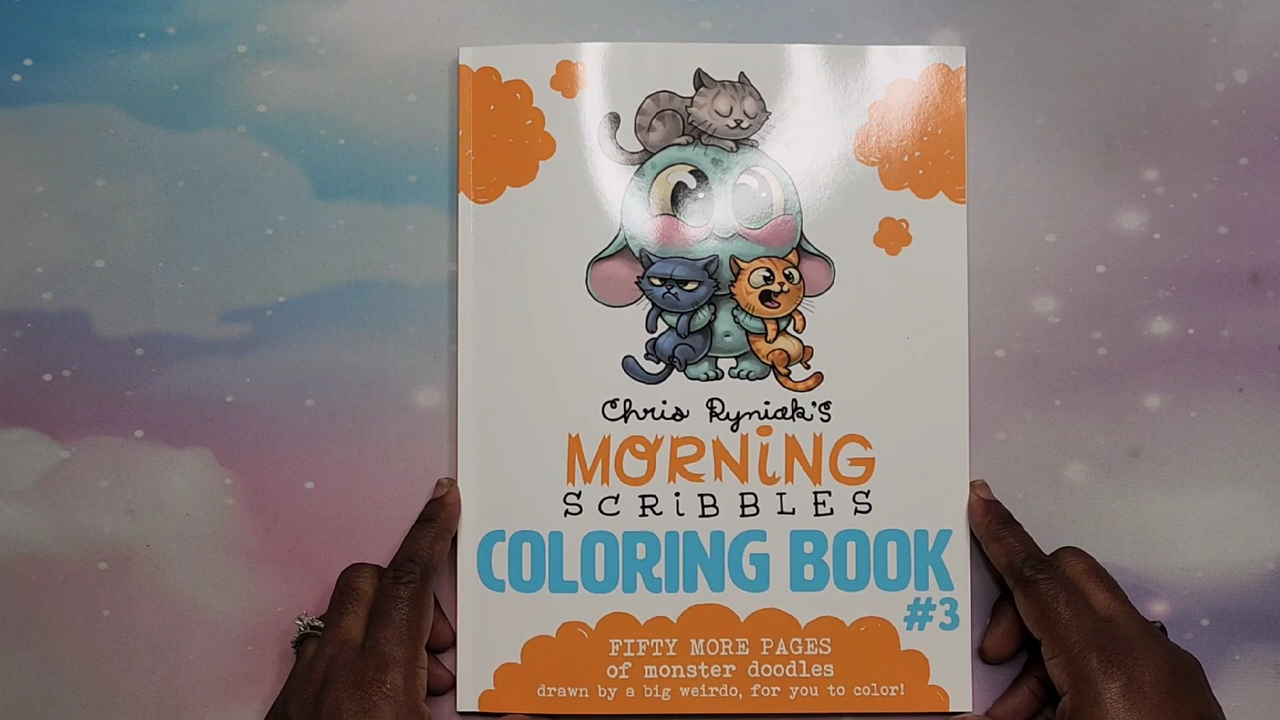 Chris Ryniak's
MORNiNG
SCRiBBLES
COLORING BOOK
#3
FIFTY MORE PAGES
of monster doodles
drawn by a big weirdo, for you to color!